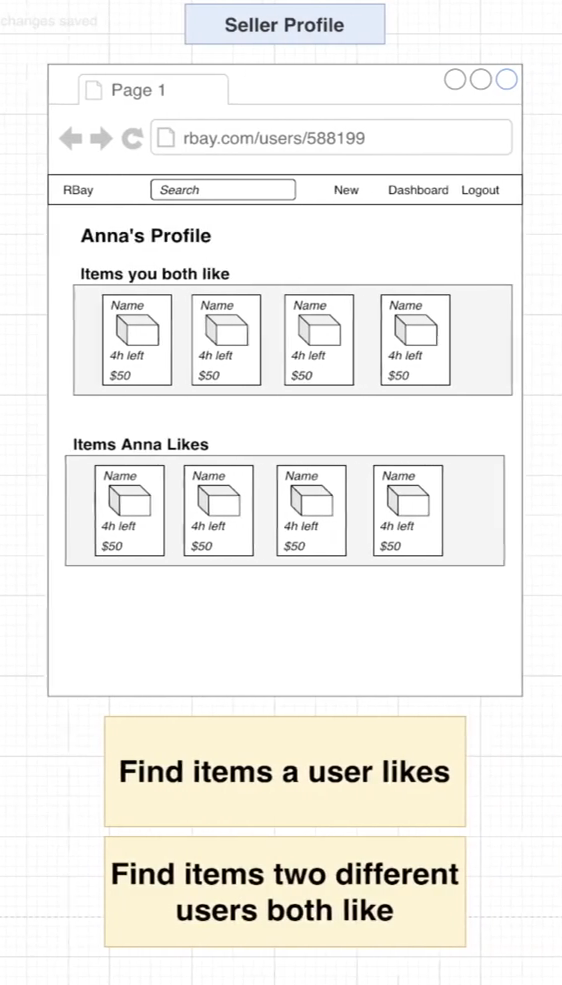 changes saved
Seller Profile
Page 1
rbay.com/users/588199
RBay Search New Dashboard Logout
Anna's Profile
Items you both like
Name Name Name Name
4h left 4h left 4h left 4h left
$50 $50 $50 $50
Items Anna Likes
Name Name Name Name
4h left 4h left 4h left 4h left
$50 $50 $50 $50
Find items a user likes
Find items two different
users both like